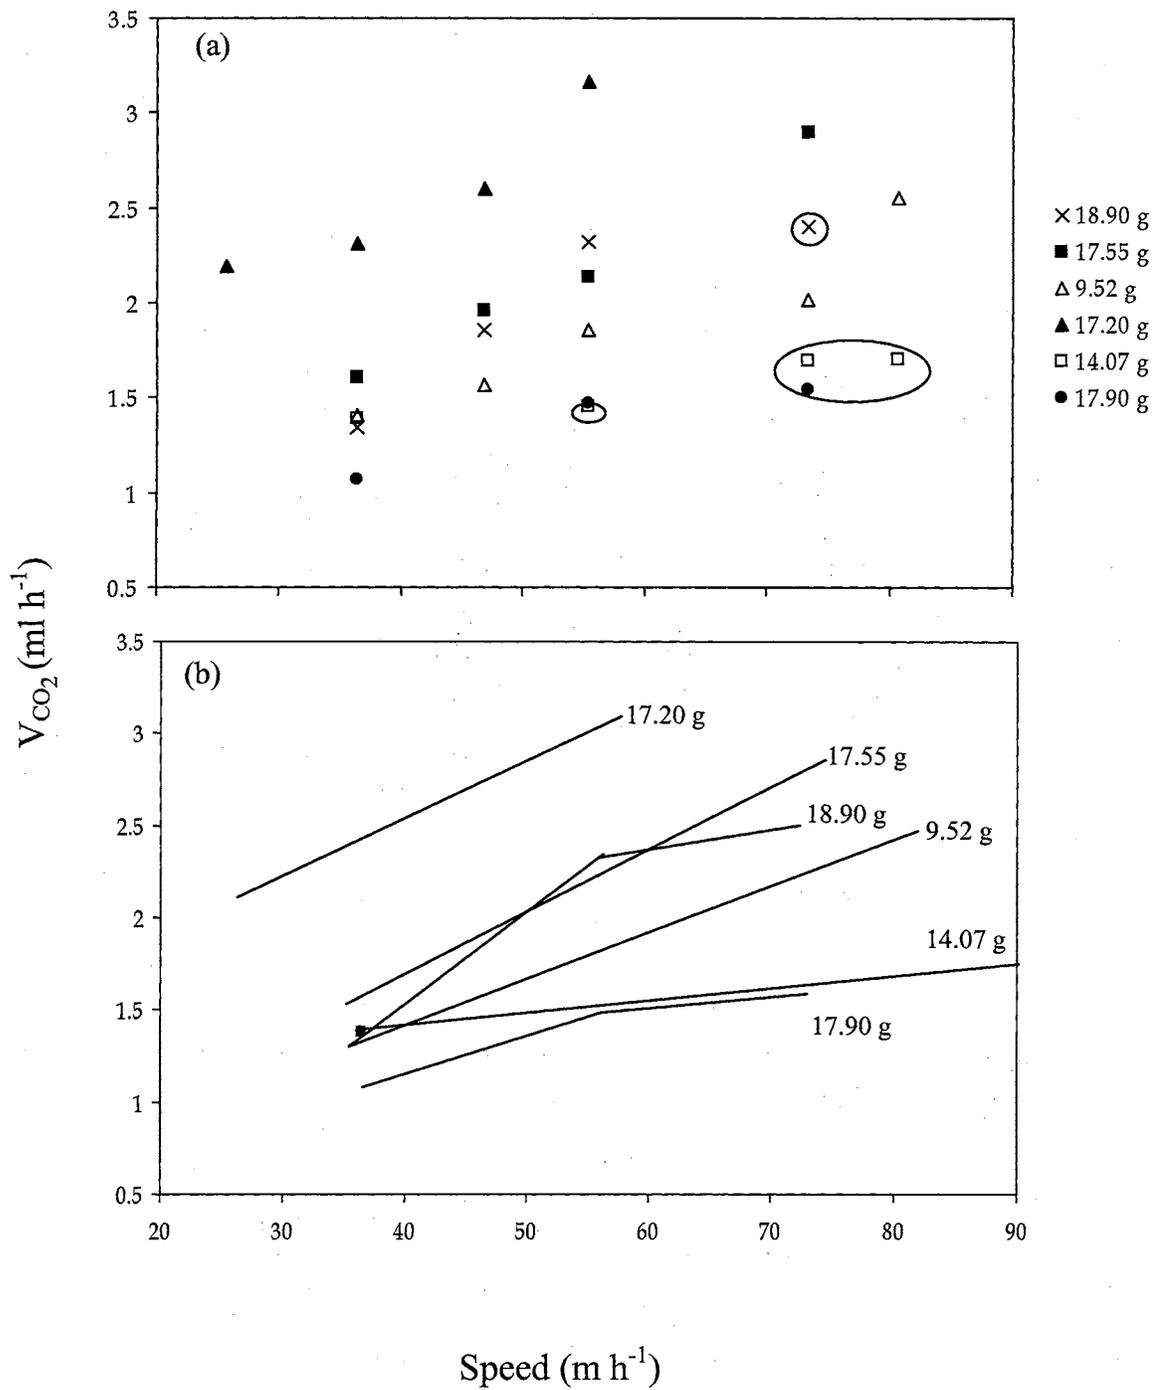 3.5
(a)
3
2.5
2
1.5
1
0.5
× 18.90 g
■ 17.55 g
△ 9.52 g
▲ 17.20 g
□ 14.07 g
● 17.90 g
V_CO₂ (ml h⁻¹)
3.5
(b)
3
2.5
2
1.5
1
0.5
17.20 g
17.55 g
18.90 g
9.52 g
14.07 g
17.90 g
20 30 40 50 60 70 80 90
Speed (m h⁻¹)